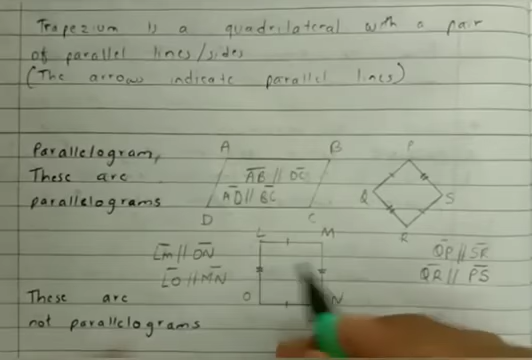 Trapezium is a quadrilateral with a pair
of parallel lines/sides
(The arrow indicate parallel lines)
Parallelogram,
These are
parallelograms
A B
AB // DC
AD // BC
D C
P
Q S
R
L M
LM // ON
LO // MN
O N
QP // SR
QR // PS
These are
not parallelograms